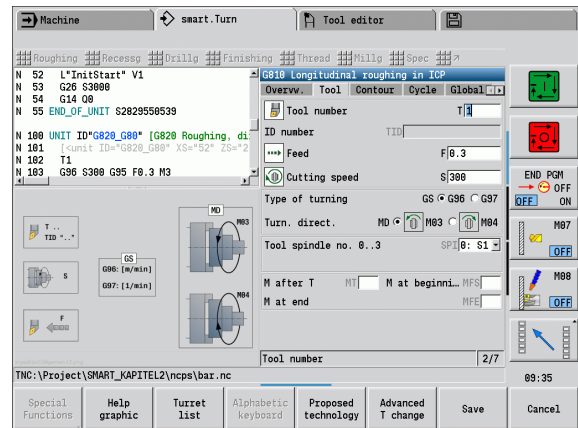 Machine
smart.Turn
Tool editor
Roughing Recessg Drillg Finishing Thread Millg Spec
N 52 L"InitStart" V1
N 53 G26 S3000
N 54 G14 Q0
N 55 END_OF_UNIT S2829550539
N 100 UNIT ID"G820_G80" [G820 Roughing, di
N 101 [<unit ID="G820_G80" XS="52" ZS="2
N 102 T1
N 103 G96 S300 G95 F0.3 M3
G810 Longitudinal roughing in ICP
Overvw. Tool Contour Cycle Global
Tool number T 1
ID number TID
Feed F 0.3
Cutting speed S 300
Type of turning GS G96 G97
Turn. direct. MD M03 M04
Tool spindle no. 0..3 SPI 0: S1
M after T MT M at beginni… MFS
M at end MFE
Tool number 2/7
T ..
TID ".."
S
F
GS
G96: [m/min]
G97: [1/min]
MD
M03
M04
END PGM
OFF
OFF ON
M07
OFF
M08
OFF
TNC:\Project\SMART_KAPITEL2\ncps\bar.nc
09:35
Special Functions
Help graphic
Turret list
Alphabetic keyboard
Proposed technology
Advanced T change
Save
Cancel